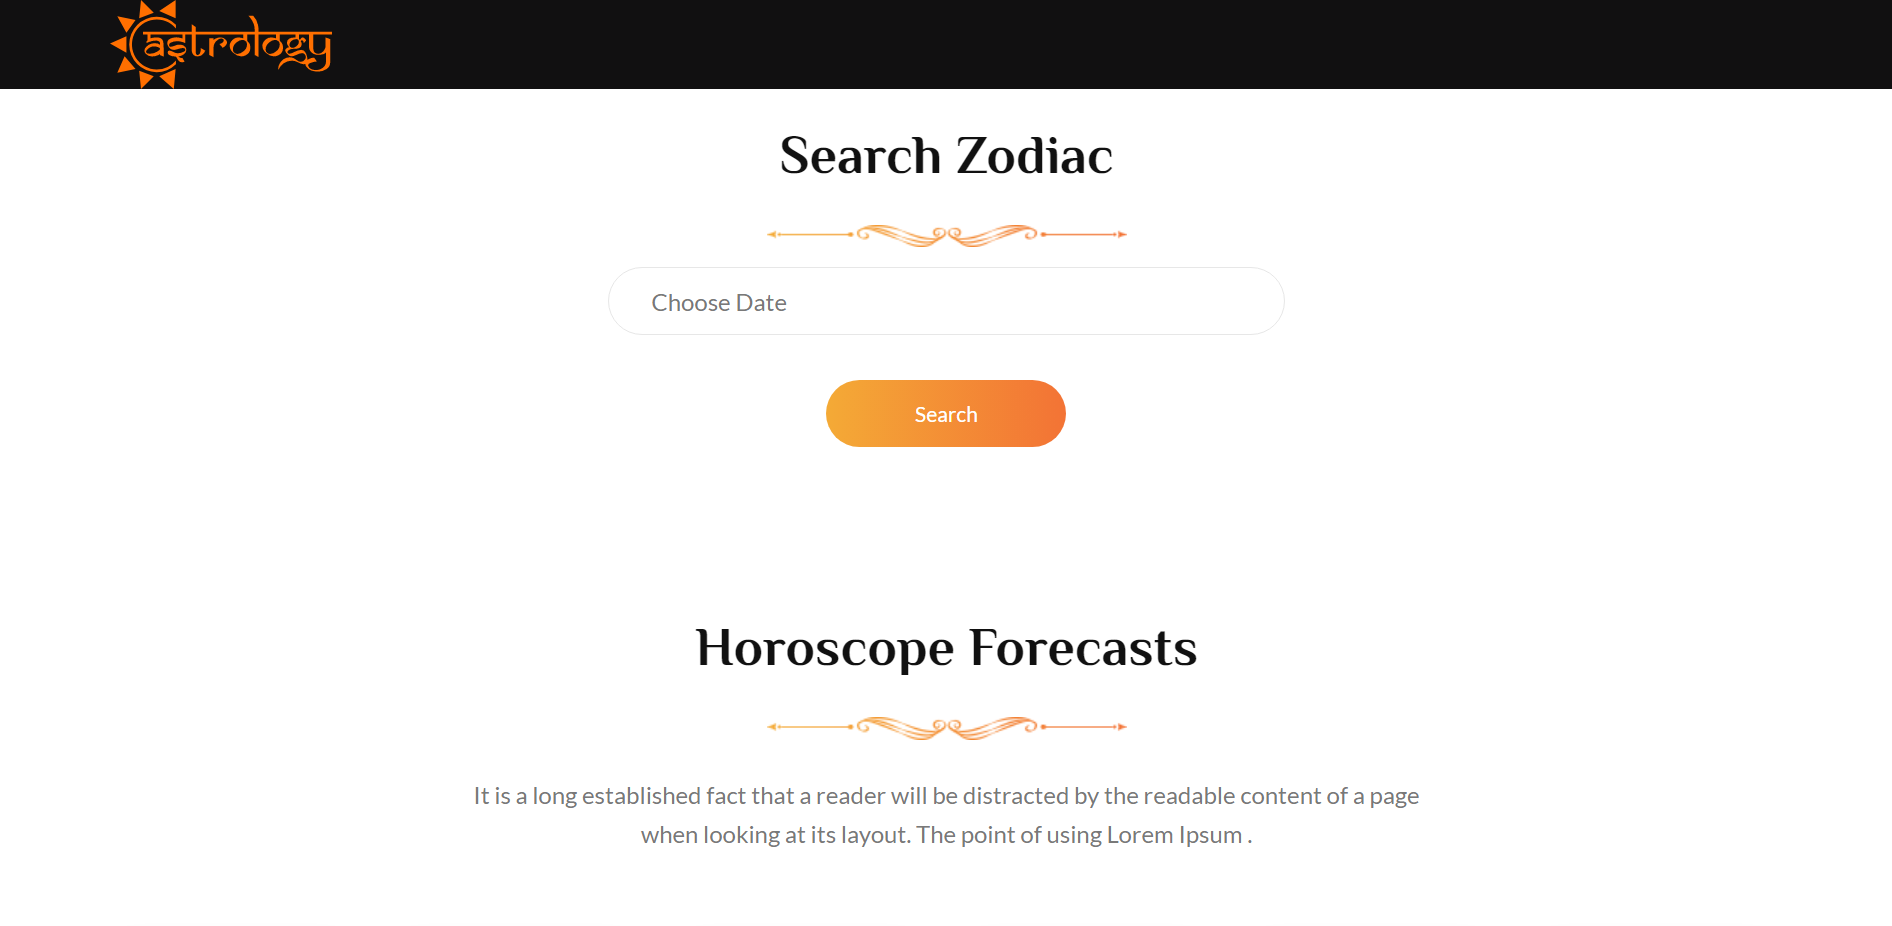 astrology
Search Zodiac
Choose Date
Search
Horoscope Forecasts
It is a long established fact that a reader will be distracted by the readable content of a page
when looking at its layout. The point of using Lorem Ipsum .